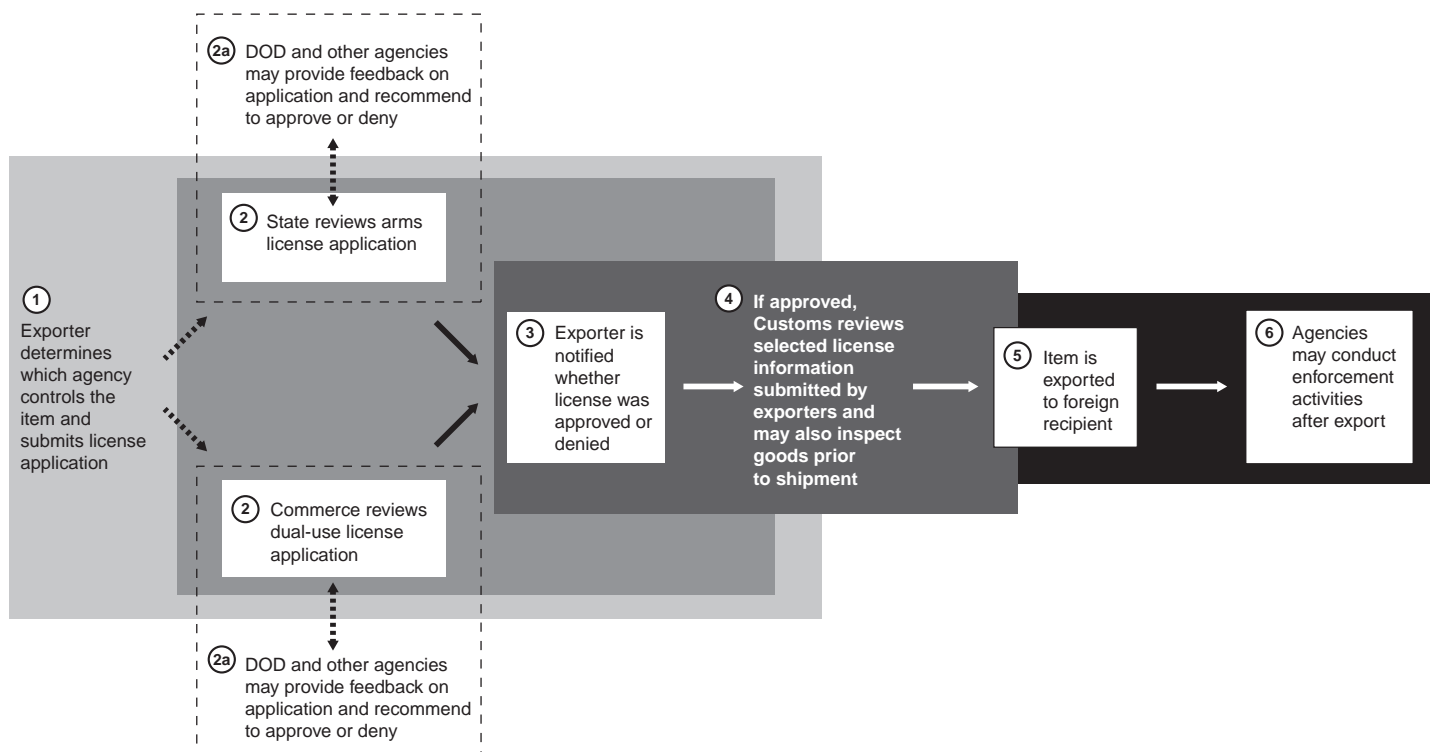 1
Exporter
determines
which agency
controls the
item and
submits license
application
2a DOD and other agencies
may provide feedback on
application and recommend
to approve or deny
2 State reviews arms
license application
2 Commerce reviews
dual-use license
application
2a DOD and other agencies
may provide feedback on
application and recommend
to approve or deny
3 Exporter is
notified
whether
license was
approved or
denied
4 If approved,
Customs reviews
selected license
information
submitted by
exporters and
may also inspect
goods prior
to shipment
5 Item is
exported
to foreign
recipient
6 Agencies
may conduct
enforcement
activities
after export